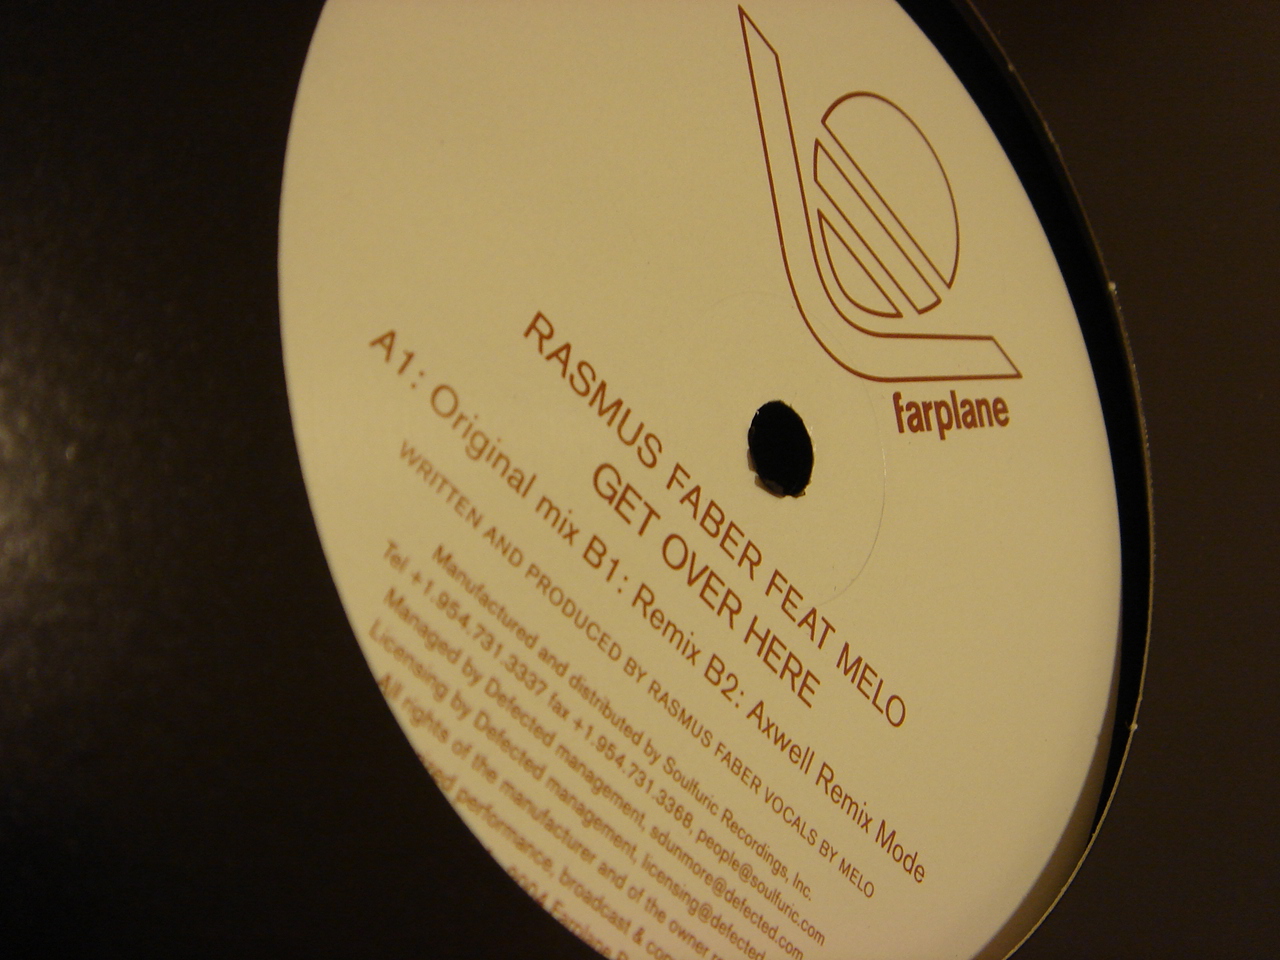 farplane
RASMUS FABER FEAT MELO
GET OVER HERE
A1: Original mix B1: Remix B2: Axwell Remix Mode
WRITTEN AND PRODUCED BY RASMUS FABER VOCALS BY MELO
Manufactured and distributed by Soulfuric Recordings, Inc.
Tel +1.954.731.3337 fax +1.954.731.3368, people@soulfuric.com
Managed by Defected management, sdunmore@defected.com
Licensing by Defected management, licensing@defected.com
All rights of the manufacturer and of the owner
performance, broadcast &
2004 Farplane